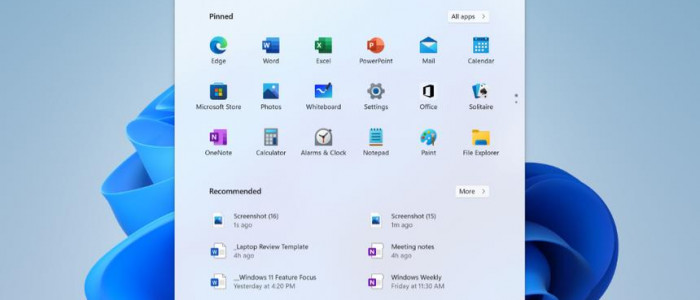 Pinned
All apps >
Edge Word Excel PowerPoint Mail Calendar
Microsoft Store Photos Whiteboard Settings Office Solitaire
OneNote Calculator Alarms & Clock Notepad Paint File Explorer
Recommended
More >
Screenshot (16)
1s ago
Screenshot (15)
1m ago
_Laptop Review Template
4h ago
Meeting notes
4h ago
__Windows 11 Feature Focus
Yesterday at 4:20 PM
Windows Weekly
Friday at 11:30 AM